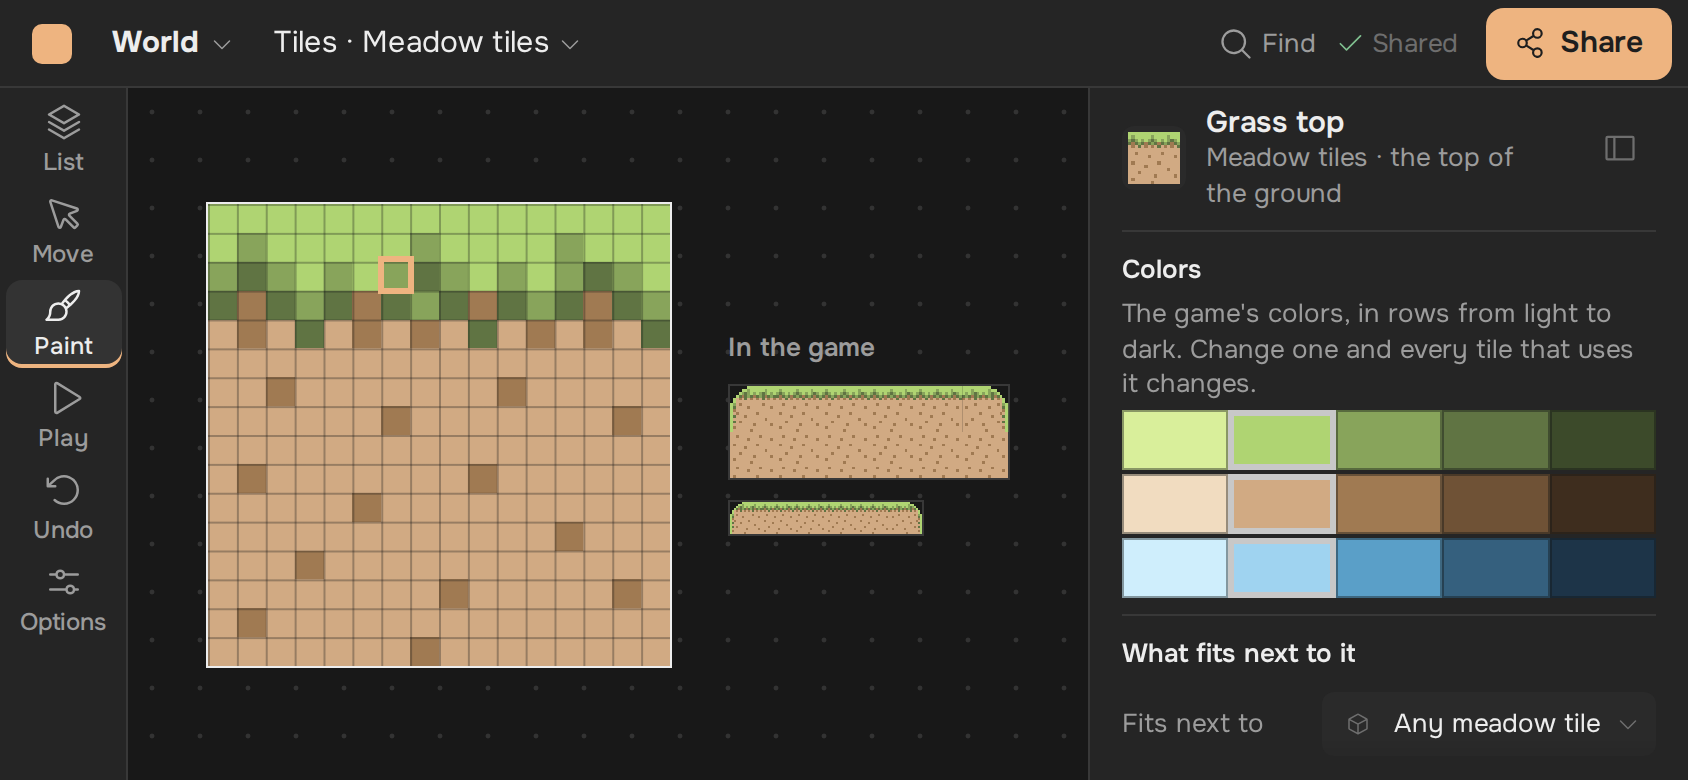 World
Tiles · Meadow tiles
Find
Shared
Share
List
Move
Paint
Play
Undo
Options
In the game
Grass top
Meadow tiles · the top of
the ground
Colors
The game's colors, in rows from light to
dark. Change one and every tile that uses
it changes.
What fits next to it
Fits next to
Any meadow tile